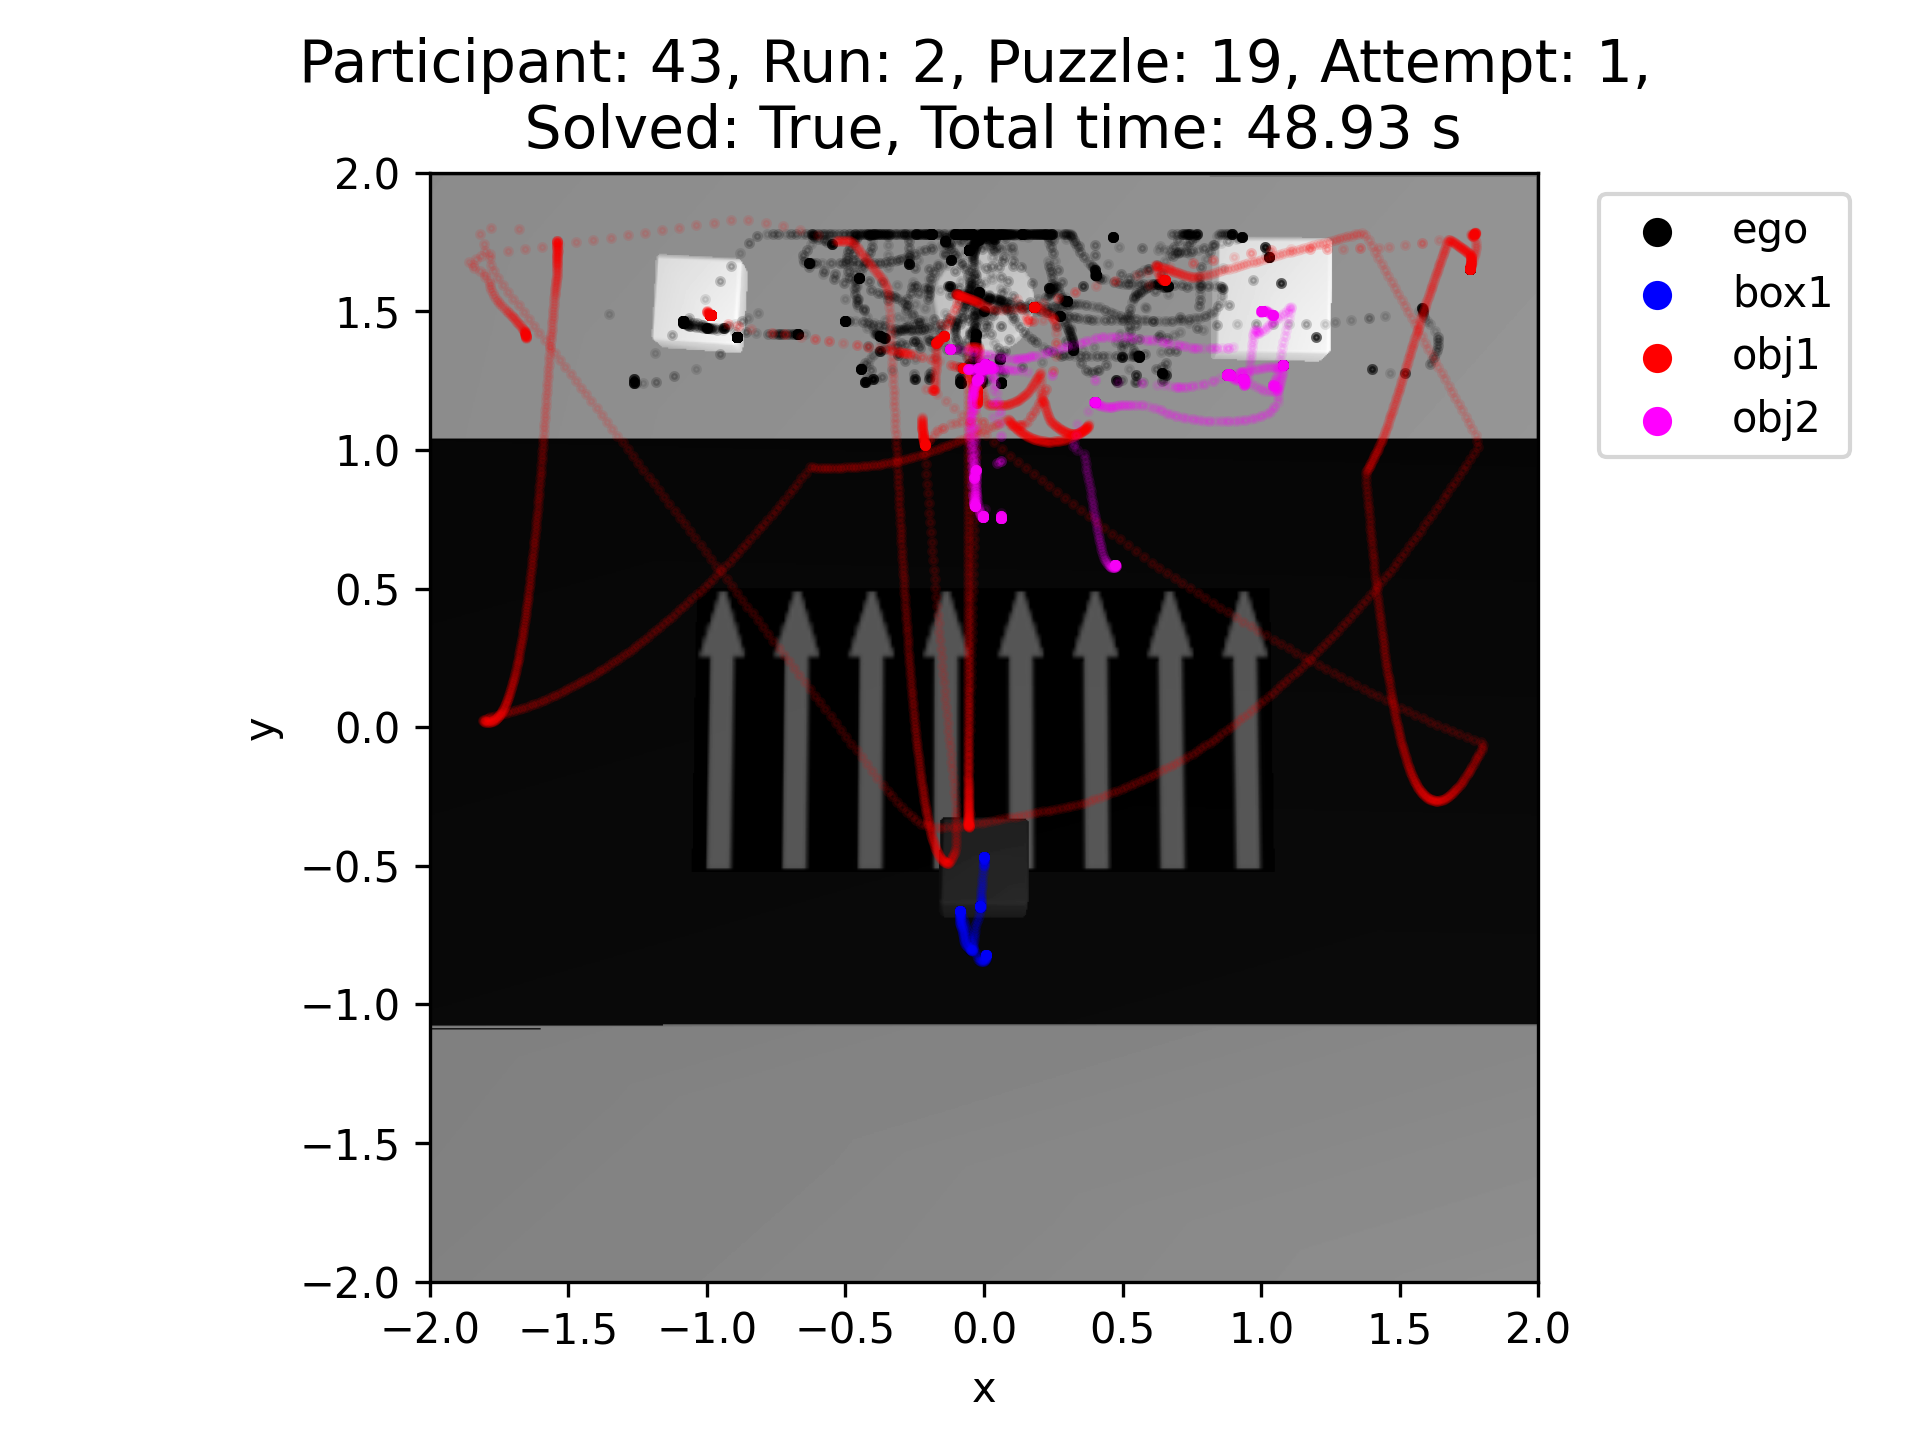 Participant: 43, Run: 2, Puzzle: 19, Attempt: 1,
Solved: True, Total time: 48.93 s
2.0
1.5
1.0
0.5
0.0
−0.5
−1.0
−1.5
−2.0
y
−2.0 −1.5 −1.0 −0.5 0.0 0.5 1.0 1.5 2.0
x
ego
box1
obj1
obj2